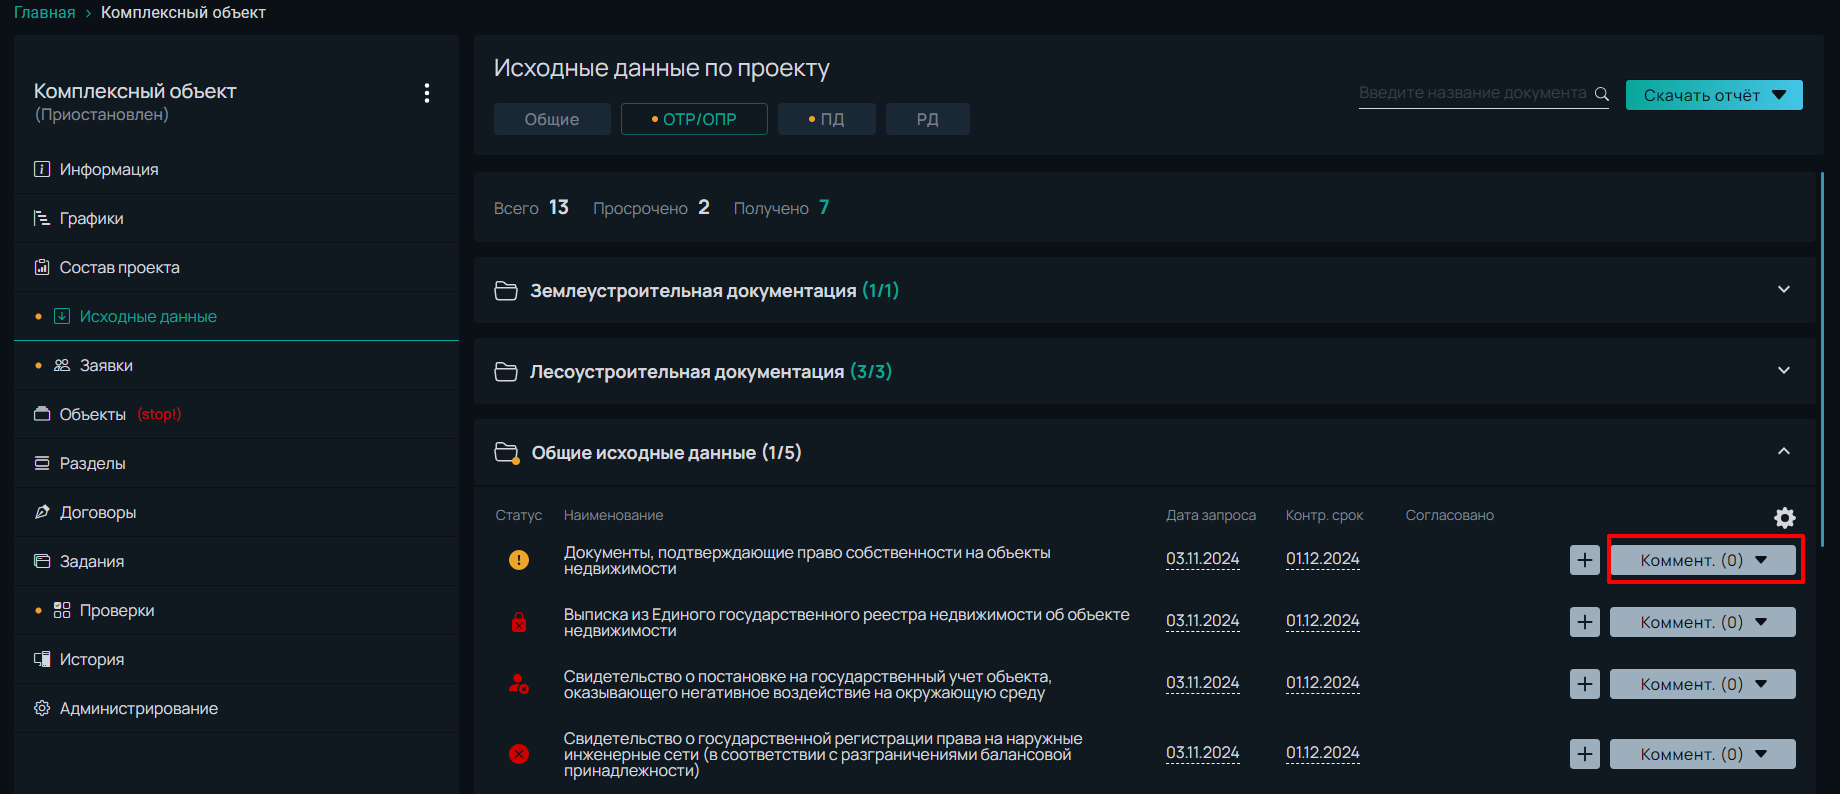 Главная › Комплексный объект
Комплексный объект
(Приостановлен)
Информация
Графики
Состав проекта
Исходные данные
Заявки
Объекты (stop!)
Разделы
Договоры
Задания
Проверки
История
Администрирование
Исходные данные по проекту
Общие
ОТР/ОПР
ПД
РД
Введите название документа
Скачать отчёт
Всего 13 Просрочено 2 Получено 7
Землеустроительная документация (1/1)
Лесоустроительная документация (3/3)
Общие исходные данные (1/5)
Статус Наименование Дата запроса Контр. срок Согласовано
Документы, подтверждающие право собственности на объекты
недвижимости
03.11.2024 01.12.2024 + Коммент. (0)
Выписка из Единого государственного реестра недвижимости об объекте
недвижимости
03.11.2024 01.12.2024 + Коммент. (0)
Свидетельство о постановке на государственный учет объекта,
оказывающего негативное воздействие на окружающую среду
03.11.2024 01.12.2024 + Коммент. (0)
Свидетельство о государственной регистрации права на наружные
инженерные сети (в соответствии с разграничениями балансовой
принадлежности)
03.11.2024 01.12.2024 + Коммент. (0)